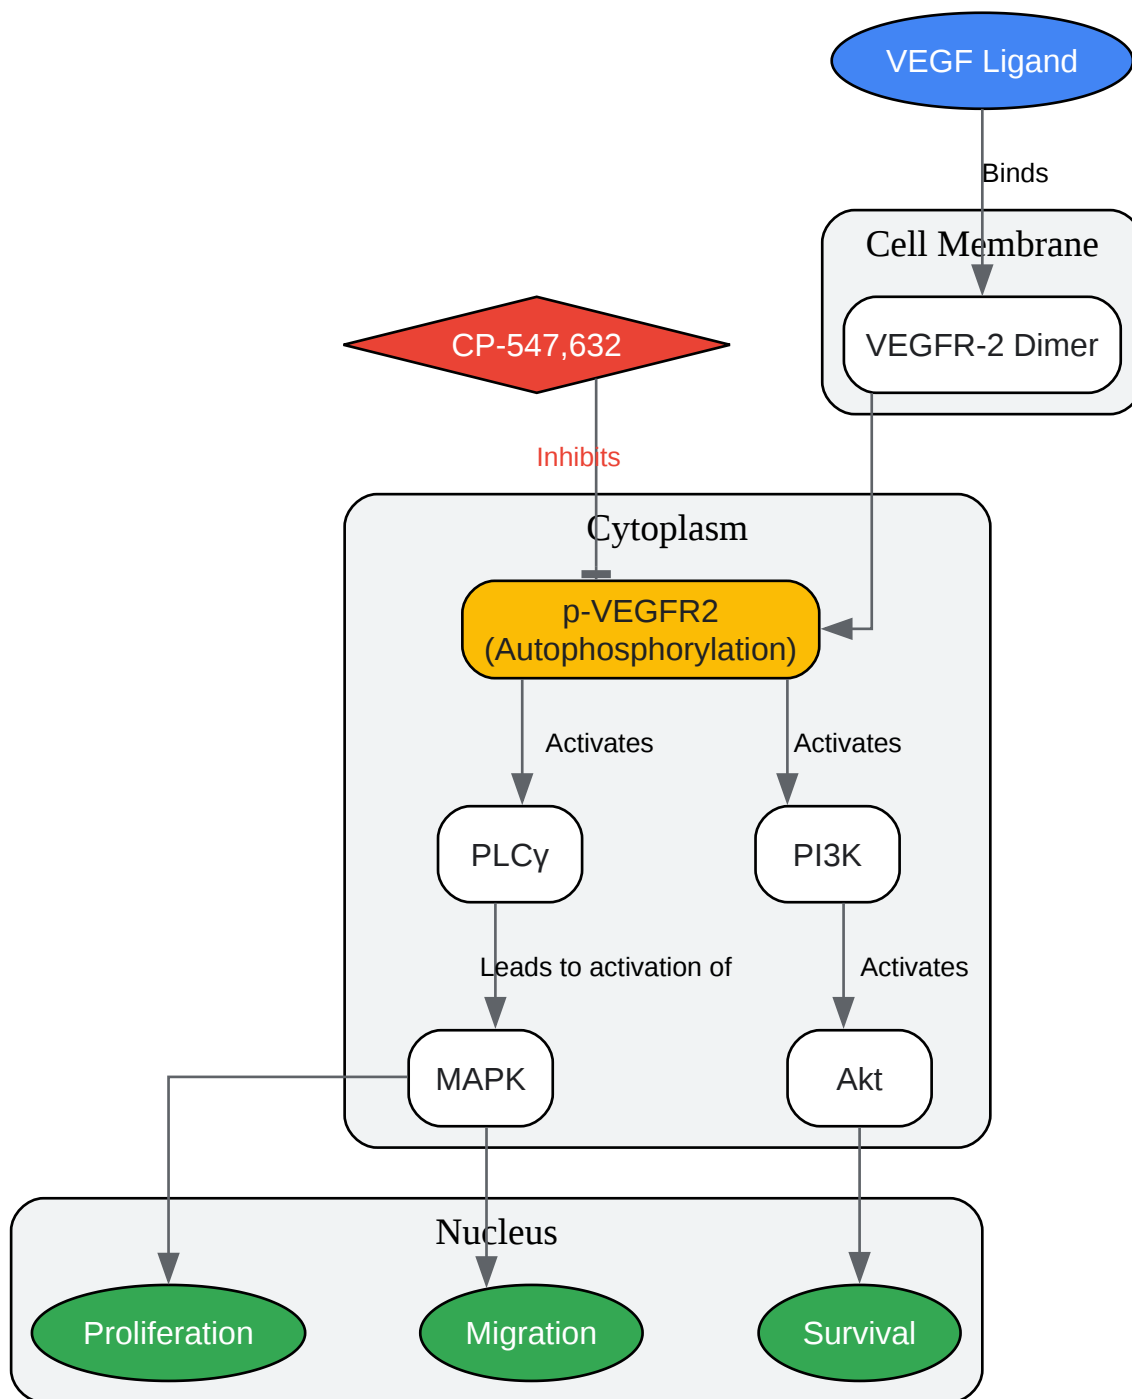 VEGF Ligand
Binds
Cell Membrane
CP-547,632
VEGFR-2 Dimer
Inhibits
Cytoplasm
p-VEGFR2
(Autophosphorylation)
Activates
Activates
PLCγ
PI3K
Leads to activation of
Activates
MAPK
Akt
Nucleus
Proliferation
Migration
Survival